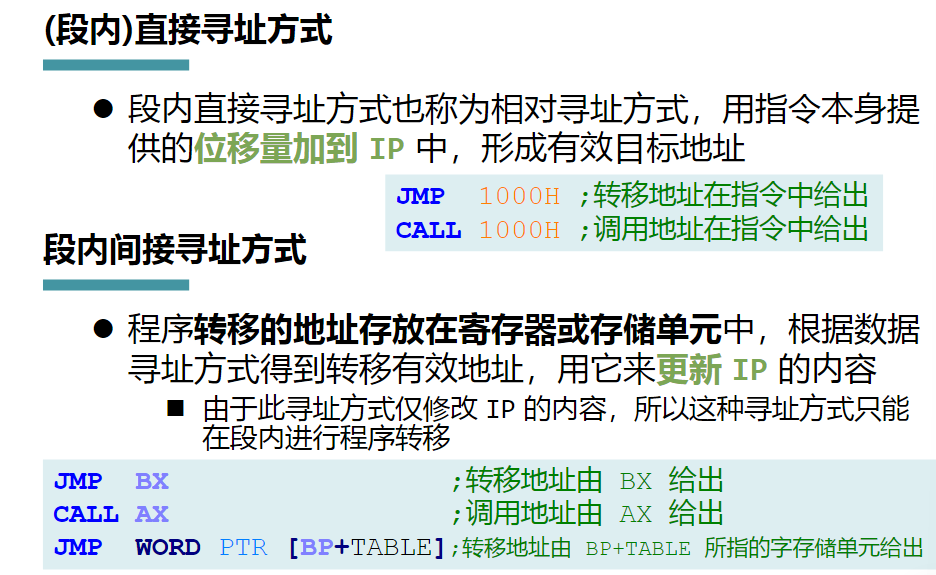 (段内)直接寻址方式
● 段内直接寻址方式也称为相对寻址方式，用指令本身提
供的位移量加到 IP 中，形成有效目标地址
JMP 1000H ;转移地址在指令中给出
CALL 1000H ;调用地址在指令中给出
段内间接寻址方式
● 程序转移的地址存放在寄存器或存储单元中，根据数据
寻址方式得到转移有效地址，用它来更新 IP 的内容
■ 由于此寻址方式仅修改 IP 的内容，所以这种寻址方式只能
在段内进行程序转移
JMP BX ;转移地址由 BX 给出
CALL AX ;调用地址由 AX 给出
JMP WORD PTR [BP+TABLE];转移地址由 BP+TABLE 所指的字存储单元给出